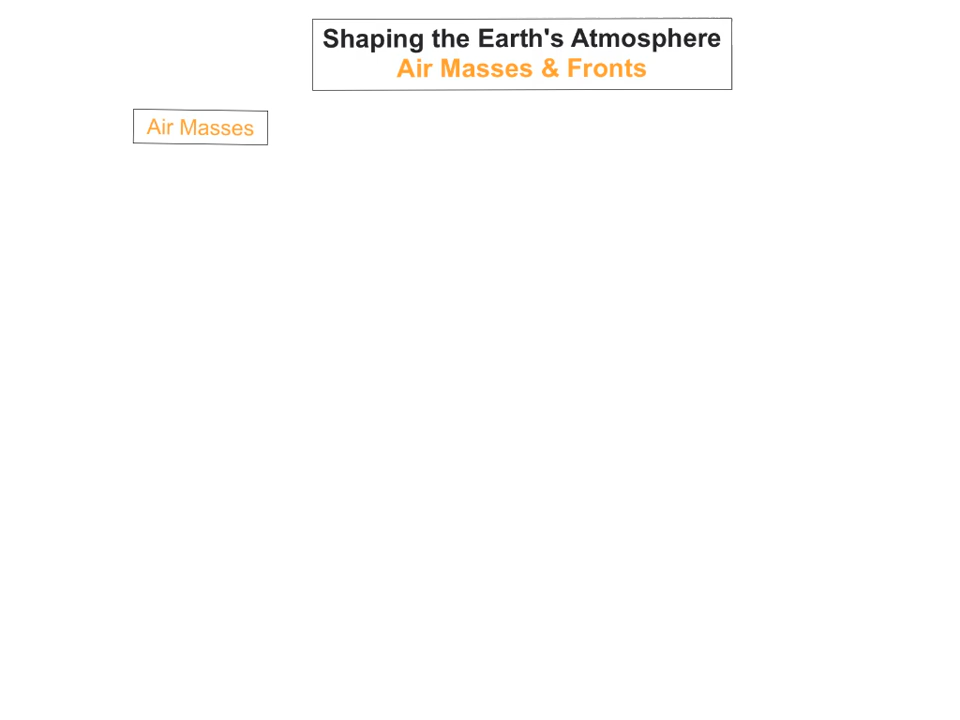 Shaping the Earth's Atmosphere
Air Masses & Fronts
Air Masses